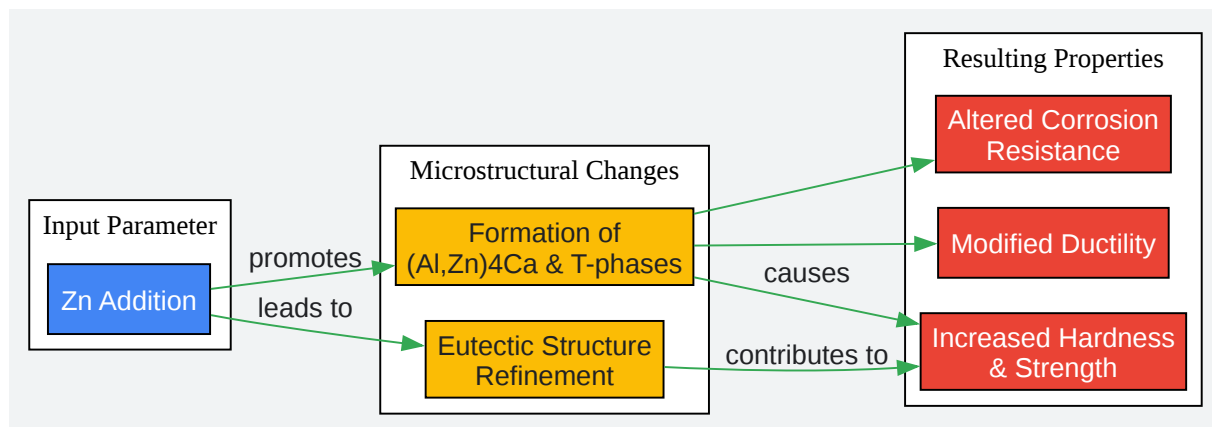 Input Parameter
Zn Addition
promotes
leads to
Microstructural Changes
Formation of
(Al,Zn)4Ca & T-phases
Eutectic Structure
Refinement
causes
contributes to
Resulting Properties
Altered Corrosion
Resistance
Modified Ductility
Increased Hardness
& Strength